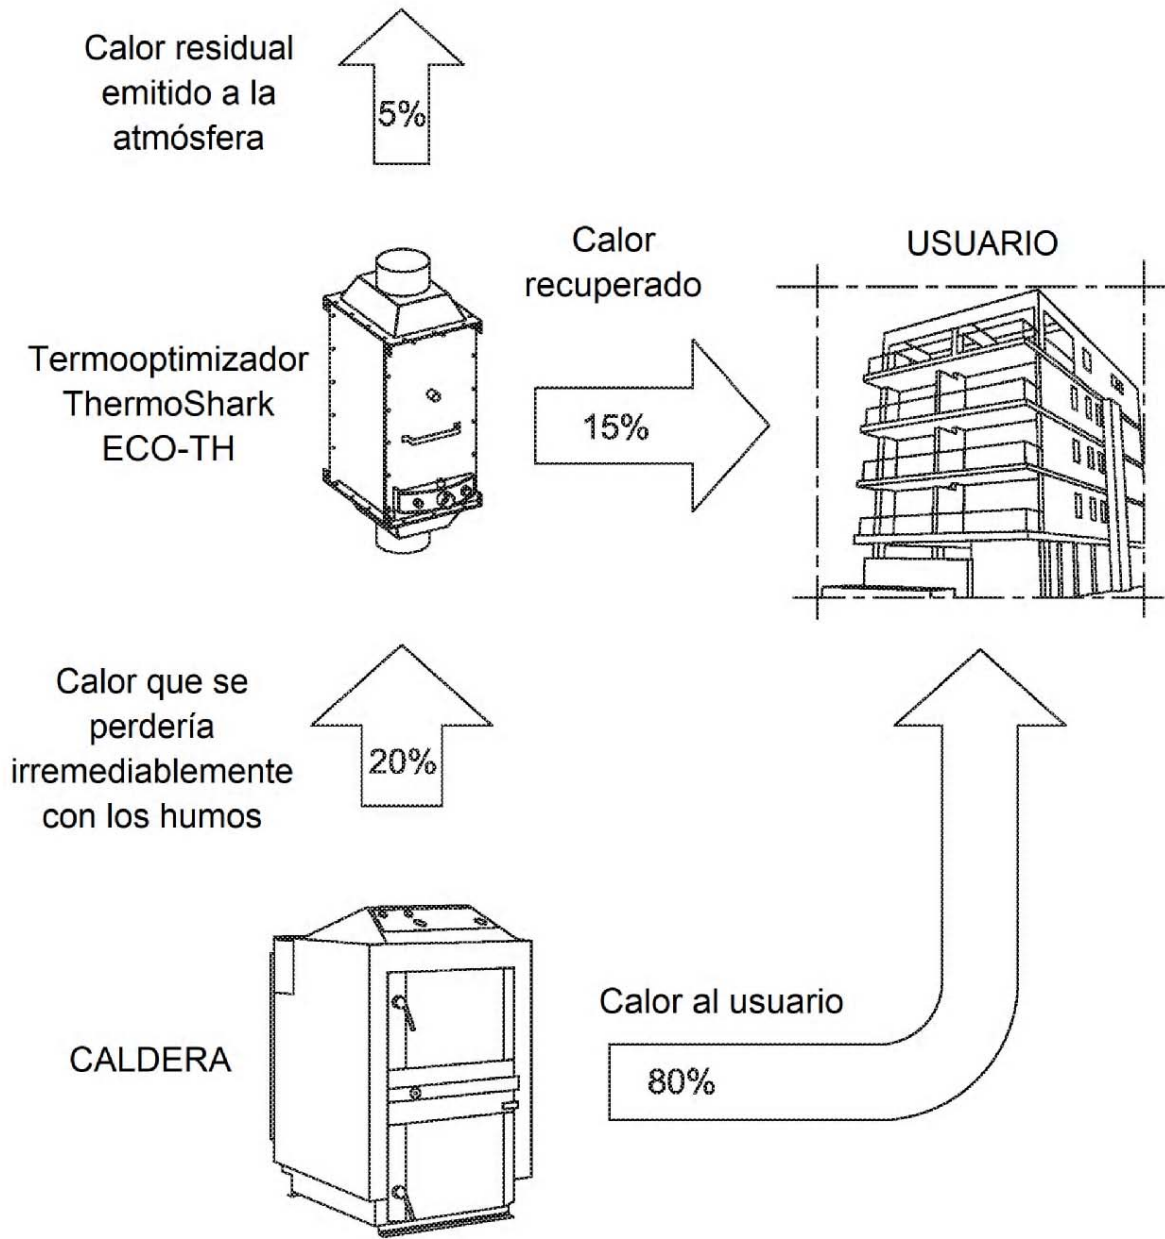 Calor residual
emitido a la
atmósfera
5%
Calor
recuperado
USUARIO
Termooptimizador
ThermoShark
ECO-TH
15%
Calor que se
perdería
irremediablemente
con los humos
20%
Calor al usuario
CALDERA
80%